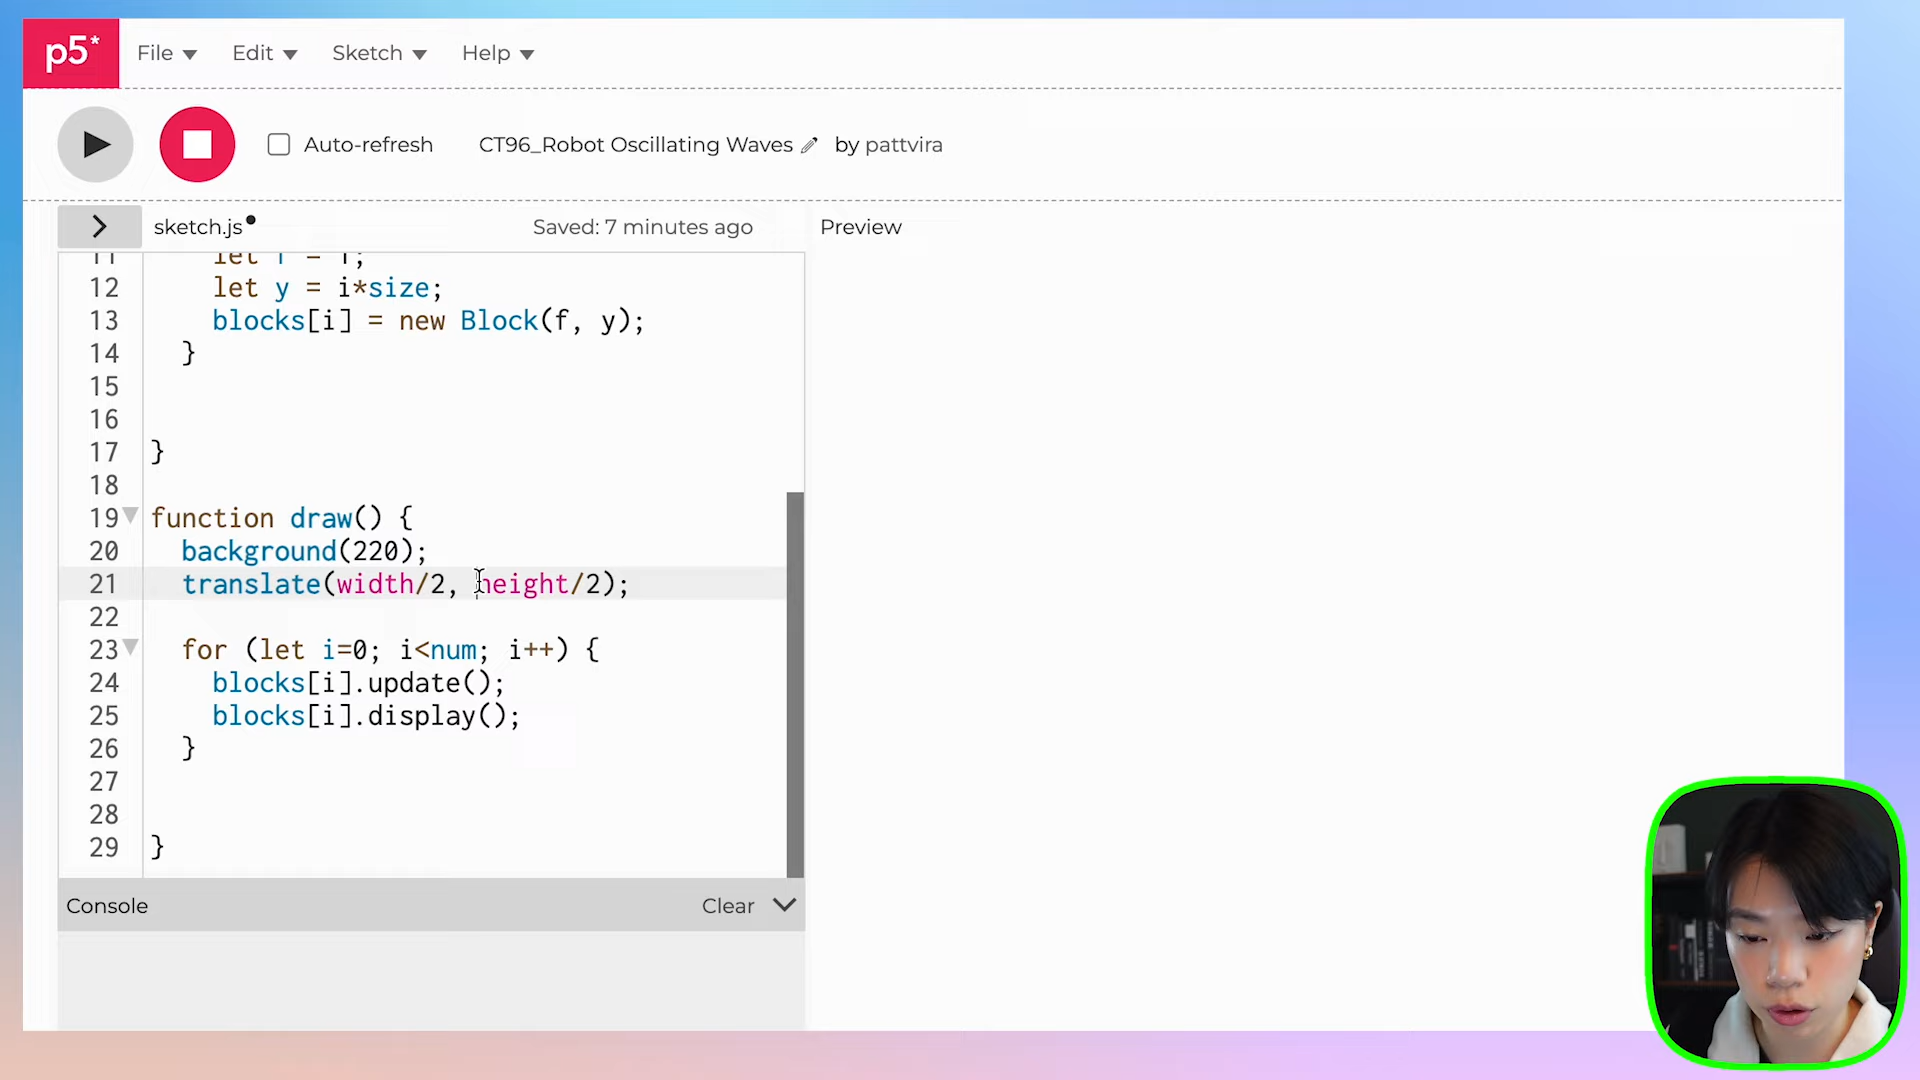 p5* File Edit Sketch Help
Auto-refresh CT96_Robot Oscillating Waves by pattvira
sketch.js Saved: 7 minutes ago Preview
11 let
12 let y = i*size;
13 blocks[i] = new Block(f, y);
14 }
15
16
17 }
18
19 function draw() {
20 background(220);
21 translate(width/2, height/2);
22
23 for (let i=0; i<num; i++) {
24 blocks[i].update();
25 blocks[i].display();
26 }
27
28
29 }
Console Clear